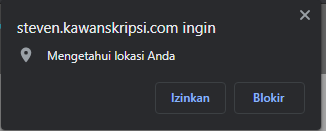 steven.kawanskripsi.com ingin
Mengetahui lokasi Anda
Izinkan
Blokir